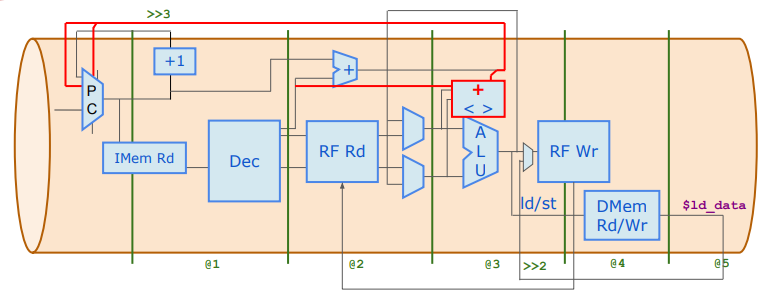 >>3
+1
P
C
+
+
< >
IMem Rd
Dec
RF Rd
A
L
U
RF Wr
ld/st
DMem
Rd/Wr
$ld_data
@1
@2
@3
>>2
@4
@5